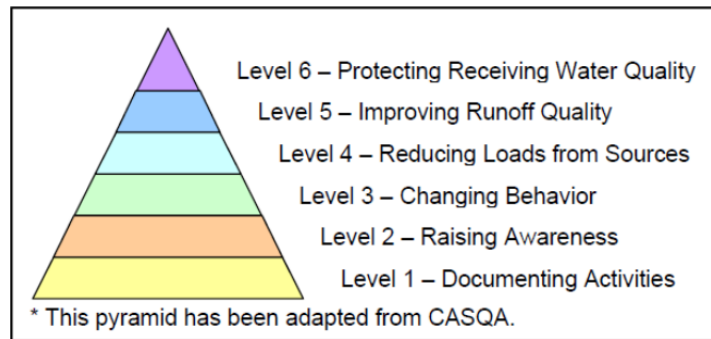 Level 6 – Protecting Receiving Water Quality
Level 5 – Improving Runoff Quality
Level 4 – Reducing Loads from Sources
Level 3 – Changing Behavior
Level 2 – Raising Awareness
Level 1 – Documenting Activities
* This pyramid has been adapted from CASQA.